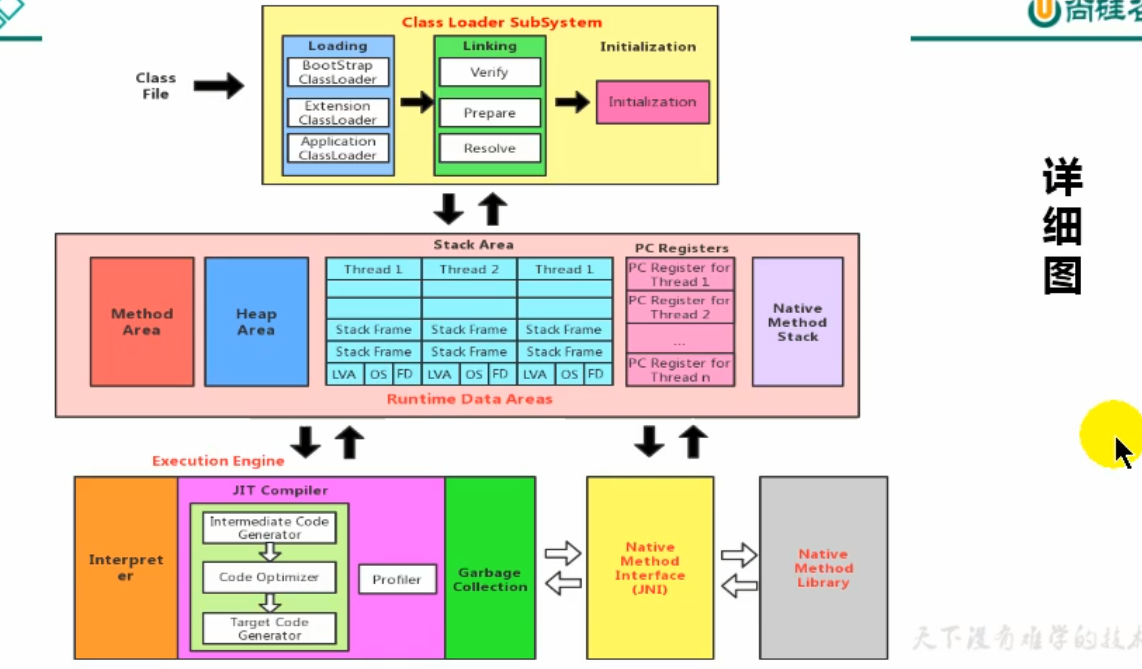 尚硅谷
Class Loader SubSystem
Class
File
Loading
BootStrap
ClassLoader
Extension
ClassLoader
Application
ClassLoader
Linking
Verify
Prepare
Resolve
Initialization
Initialization
详
细
图
Method
Area
Heap
Area
Stack Area
Thread 1
Thread 2
Thread 1
Stack Frame
Stack Frame
Stack Frame
Stack Frame
Stack Frame
Stack Frame
LVA OS FD LVA OS FD LVA OS FD
PC Registers
PC Register for
Thread 1
PC Register for
Thread 2
...
PC Register for
Thread n
Native
Method
Stack
Runtime Data Areas
Execution Engine
Interpret
er
JIT Compiler
Intermediate Code
Generator
Code Optimizer
Target Code
Generator
Profiler
Garbage
Collection
Native
Method
Interface
(JNI)
Native
Method
Library
天下没有难学的技术